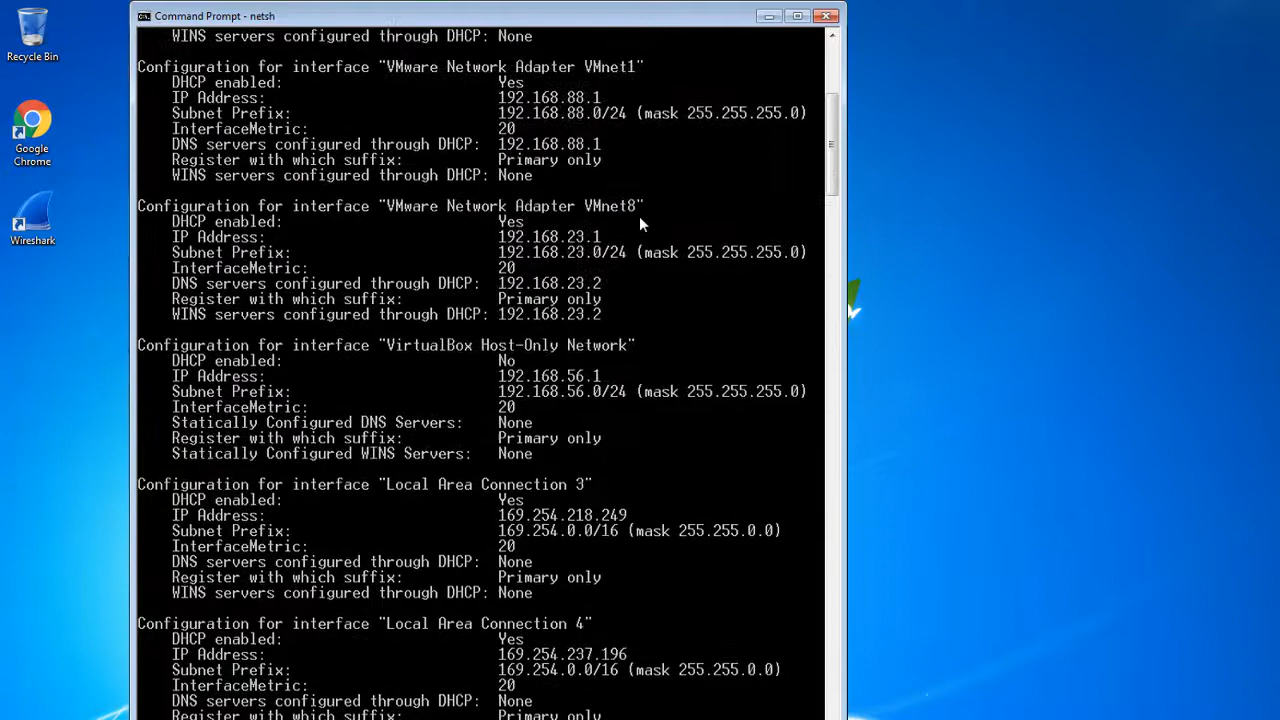 Command Prompt - netsh
Recycle Bin
Google
Chrome
Wireshark
WINS servers configured through DHCP: None
Configuration for interface "VMware Network Adapter VMnet1"
DHCP enabled: Yes
IP Address: 192.168.88.1
Subnet Prefix: 192.168.88.0/24 (mask 255.255.255.0)
InterfaceMetric: 20
DNS servers configured through DHCP: 192.168.88.1
Register with which suffix: Primary only
WINS servers configured through DHCP: None
Configuration for interface "VMware Network Adapter VMnet8"
DHCP enabled: Yes
IP Address: 192.168.23.1
Subnet Prefix: 192.168.23.0/24 (mask 255.255.255.0)
InterfaceMetric: 20
DNS servers configured through DHCP: 192.168.23.2
Register with which suffix: Primary only
WINS servers configured through DHCP: 192.168.23.2
Configuration for interface "VirtualBox Host-Only Network"
DHCP enabled: No
IP Address: 192.168.56.1
Subnet Prefix: 192.168.56.0/24 (mask 255.255.255.0)
InterfaceMetric: 20
Statically Configured DNS Servers: None
Register with which suffix: Primary only
Statically Configured WINS Servers: None
Configuration for interface "Local Area Connection 3"
DHCP enabled: Yes
IP Address: 169.254.218.249
Subnet Prefix: 169.254.0.0/16 (mask 255.255.0.0)
InterfaceMetric: 20
DNS servers configured through DHCP: None
Register with which suffix: Primary only
WINS servers configured through DHCP: None
Configuration for interface "Local Area Connection 4"
DHCP enabled: Yes
IP Address: 169.254.237.196
Subnet Prefix: 169.254.0.0/16 (mask 255.255.0.0)
InterfaceMetric: 20
DNS servers configured through DHCP: None
Register with which suffix: Primary only